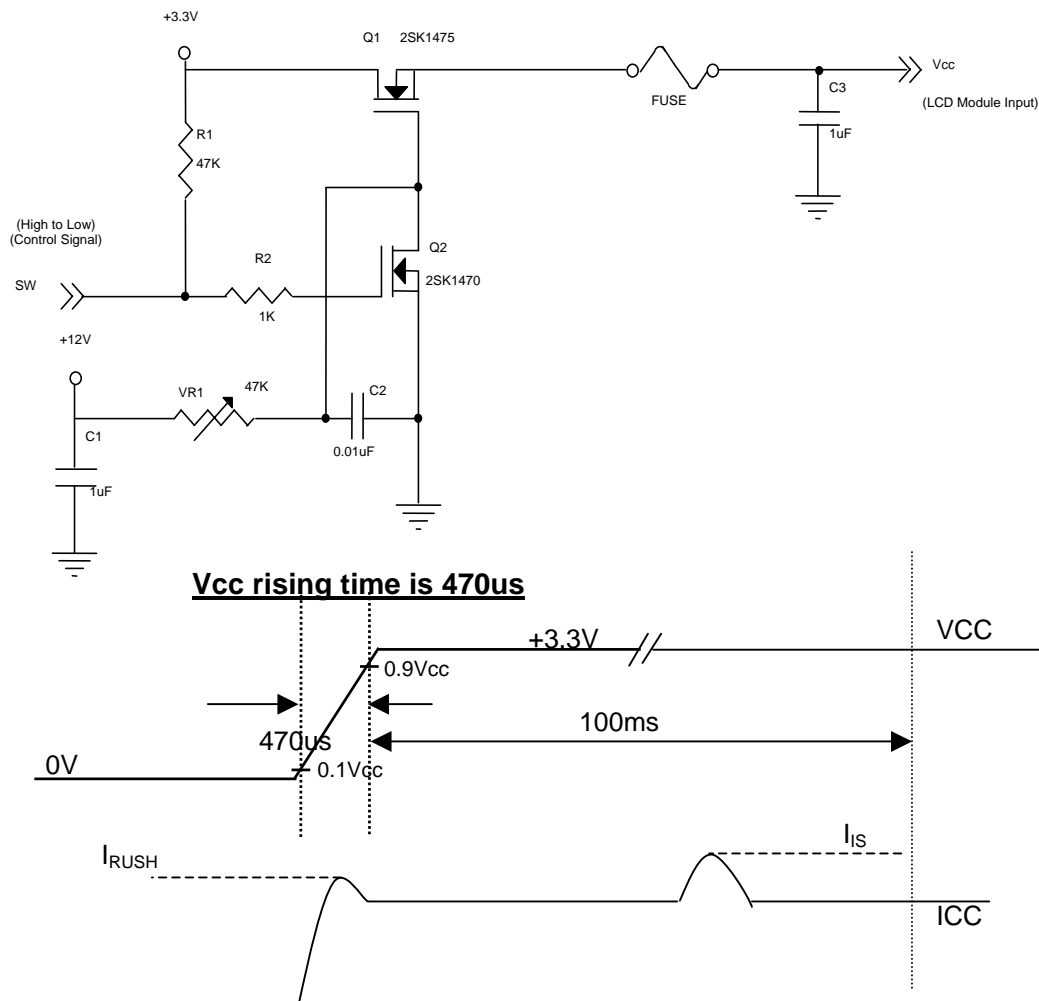 +3.3V
Q1 2SK1475
Vcc
FUSE
C3
(LCD Module Input)
1uF
R1
47K
(High to Low)
(Control Signal)
Q2
R2
2SK1470
SW
1K
+12V
VR1
47K
C2
C1
0.01uF
1uF
Vcc rising time is 470us
+3.3V
VCC
0.9Vcc
100ms
470us
0V
0.1Vcc
IRUSH
IIS
ICC